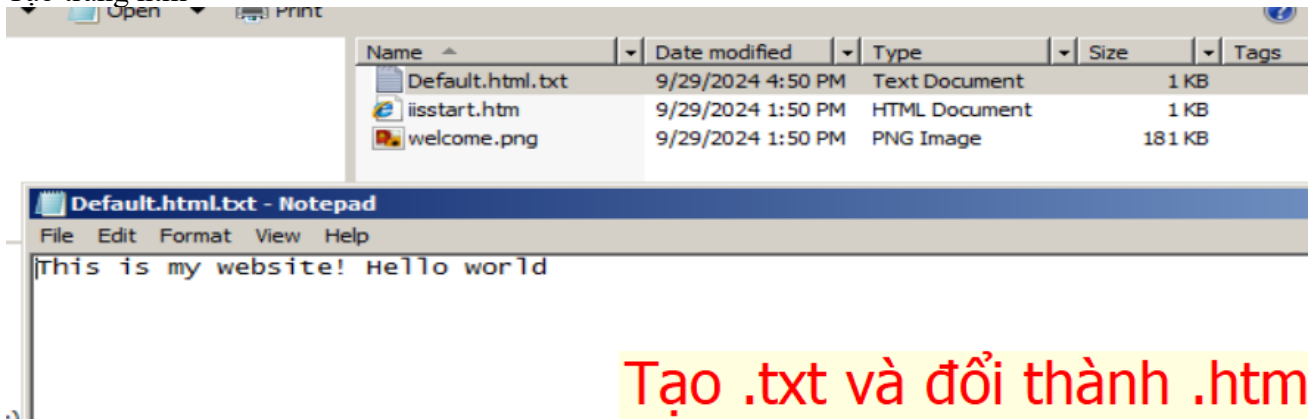 Tạo trang htm
Open Print
Name Date modified Type Size Tags
Default.html.txt 9/29/2024 4:50 PM Text Document 1 KB
iisstart.htm 9/29/2024 1:50 PM HTML Document 1 KB
welcome.png 9/29/2024 1:50 PM PNG Image 181 KB
Default.html.txt - Notepad
File Edit Format View Help
This is my website! Hello world
Tạo .txt và đổi thành .htm